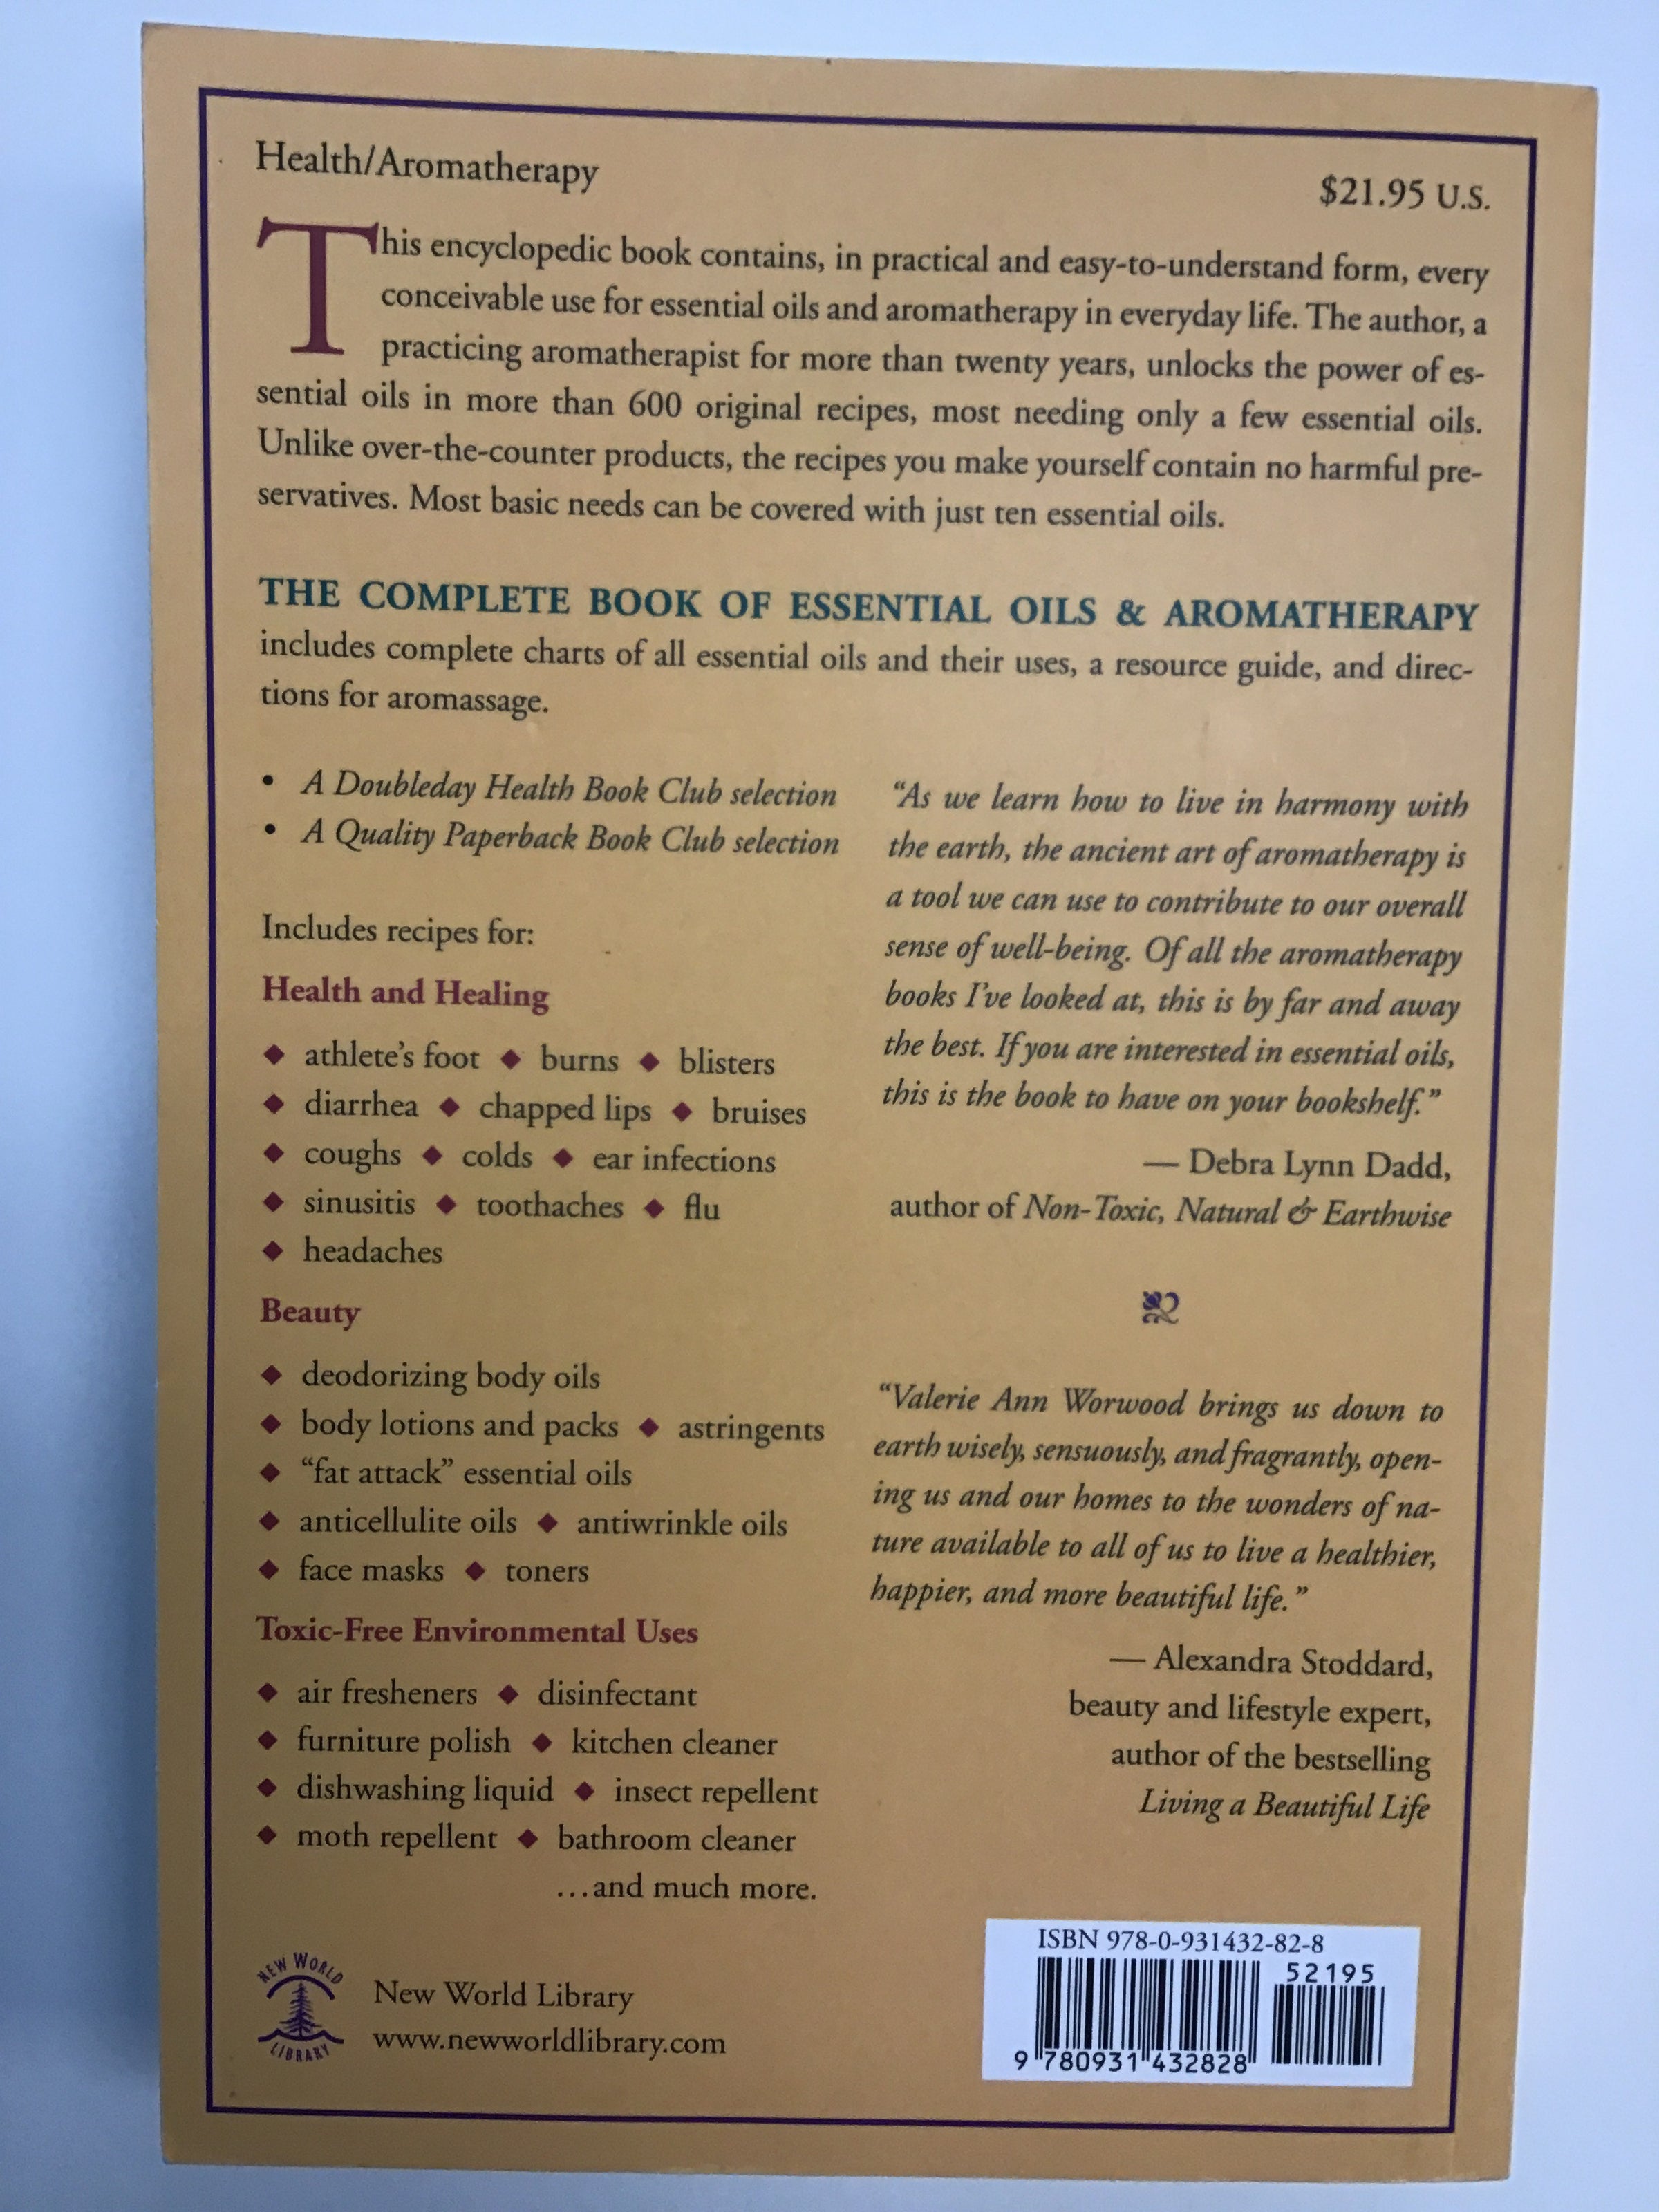 Health/Aromatherapy
$21.95 U.S.
This encyclopedic book contains, in practical and easy-to-understand form, every
conceivable use for essential oils and aromatherapy in everyday life. The author, a
practicing aromatherapist for more than twenty years, unlocks the power of es-
sential oils in more than 600 original recipes, most needing only a few essential oils.
Unlike over-the-counter products, the recipes you make yourself contain no harmful pre-
servatives. Most basic needs can be covered with just ten essential oils.
THE COMPLETE BOOK OF ESSENTIAL OILS & AROMATHERAPY
includes complete charts of all essential oils and their uses, a resource guide, and direc-
tions for aromassage.
• A Doubleday Health Book Club selection
• A Quality Paperback Book Club selection
Includes recipes for:
Health and Healing
◆ athlete's foot ◆ burns ◆ blisters
◆ diarrhea ◆ chapped lips ◆ bruises
◆ coughs ◆ colds ◆ ear infections
◆ sinusitis ◆ toothaches ◆ flu
◆ headaches
Beauty
◆ deodorizing body oils
◆ body lotions and packs ◆ astringents
◆ “fat attack” essential oils
◆ anticellulite oils ◆ antiwrinkle oils
◆ face masks ◆ toners
Toxic-Free Environmental Uses
◆ air fresheners ◆ disinfectant
◆ furniture polish ◆ kitchen cleaner
◆ dishwashing liquid ◆ insect repellent
◆ moth repellent ◆ bathroom cleaner
...and much more.
“As we learn how to live in harmony with
the earth, the ancient art of aromatherapy is
a tool we can use to contribute to our overall
sense of well-being. Of all the aromatherapy
books I've looked at, this is by far and away
the best. If you are interested in essential oils,
this is the book to have on your bookshelf.”
— Debra Lynn Dadd,
author of Non-Toxic, Natural & Earthwise
“Valerie Ann Worwood brings us down to
earth wisely, sensuously, and fragrantly, open-
ing us and our homes to the wonders of na-
ture available to all of us to live a healthier,
happier, and more beautiful life.”
— Alexandra Stoddard,
beauty and lifestyle expert,
author of the bestselling
Living a Beautiful Life
NEW WORLD
LIBRARY
New World Library
www.newworldlibrary.com
ISBN 978-0-931432-82-8
52195
9 780931 432828